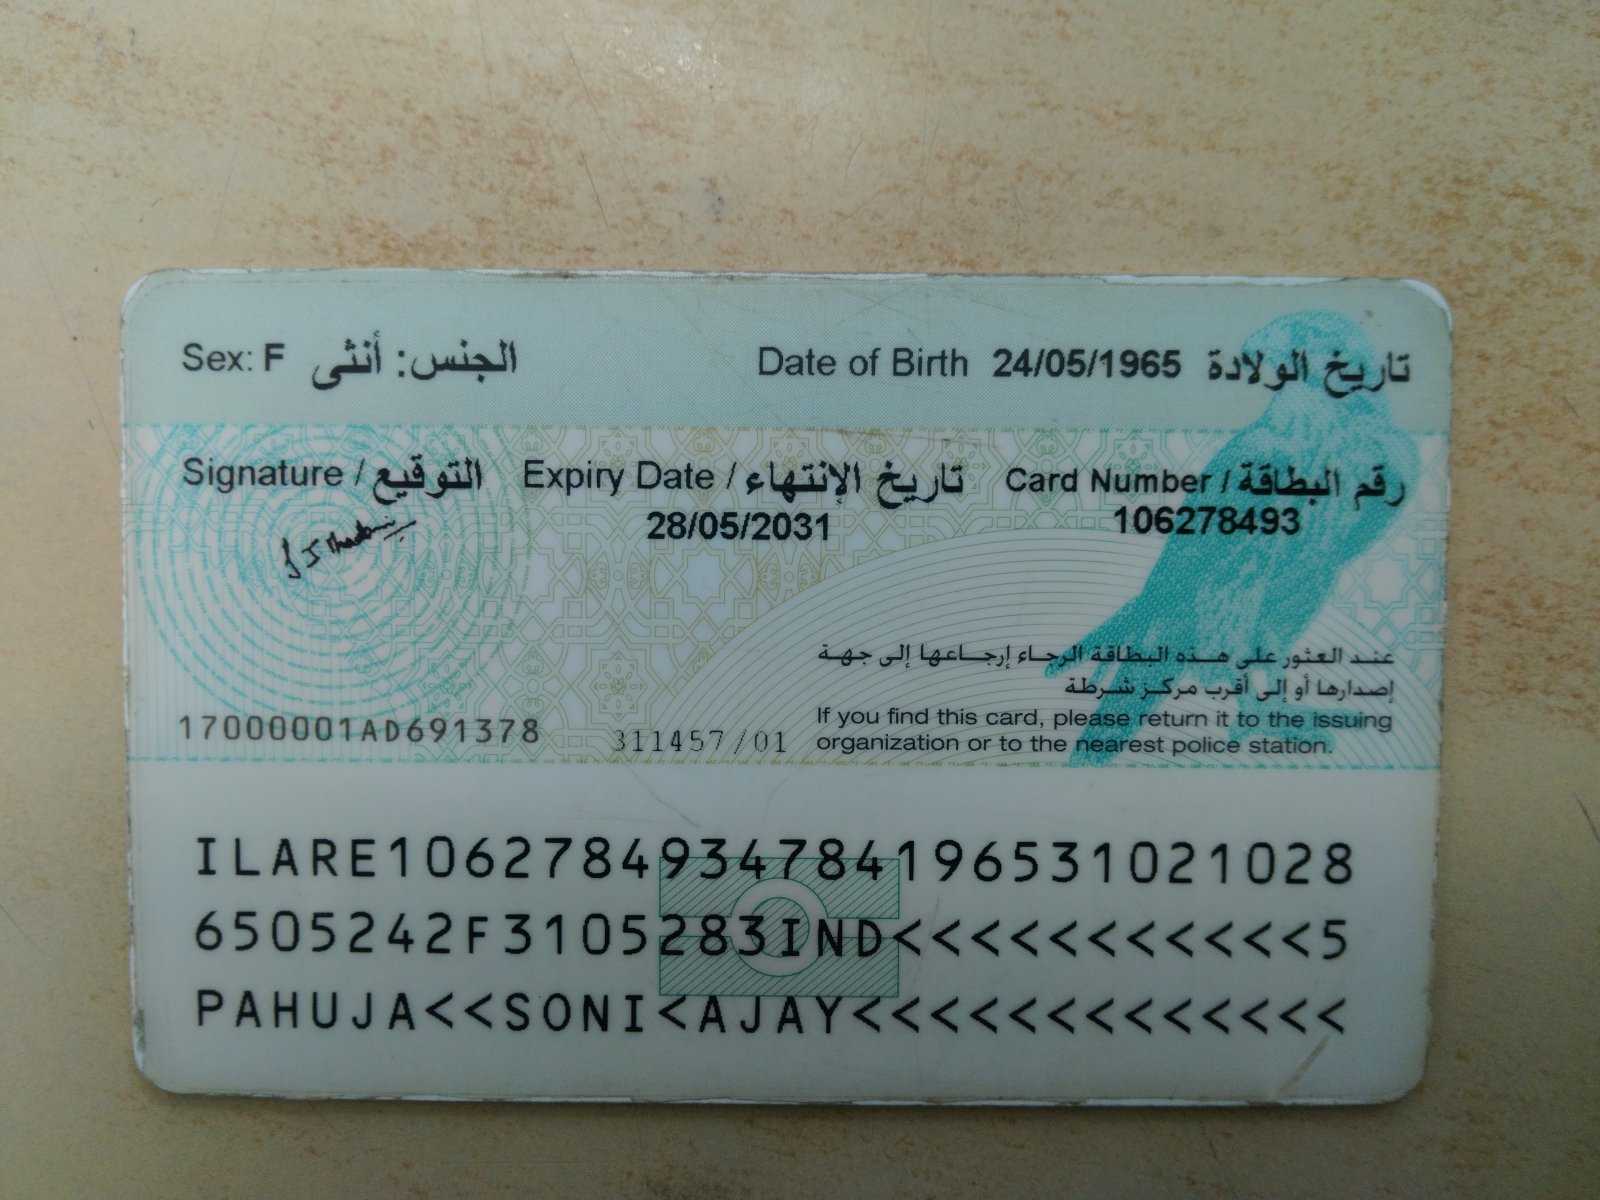 Sex: F الجنس: أنثى
Date of Birth 24/05/1965 تاريخ الولادة
Signature / التوقيع
Expiry Date / تاريخ الإنتهاء
28/05/2031
Card Number / رقم البطاقة
106278493
عند العثور على هذه البطاقة الرجاء إرجاعها إلى جهة
إصدارها أو إلى أقرب مركز شرطة
If you find this card, please return it to the issuing
organization or to the nearest police station.
17000001AD691378
311457/01
ILARE1062784934784196531021028
6505242F3105283IND<<<<<<<<<<<5
PAHUJA<<SONI<AJAY<<<<<<<<<<<<<